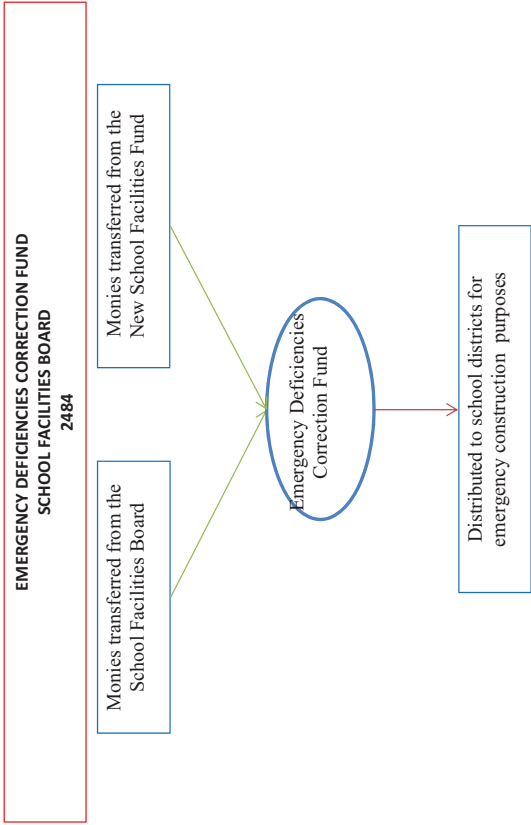 EMERGENCY DEFICIENCIES CORRECTION FUND
SCHOOL FACILITIES BOARD
2484
Monies transferred from the
School Facilities Board
Monies transferred from the
New School Facilities Fund
Emergency Deficiencies
Correction Fund
Distributed to school districts for
emergency construction purposes